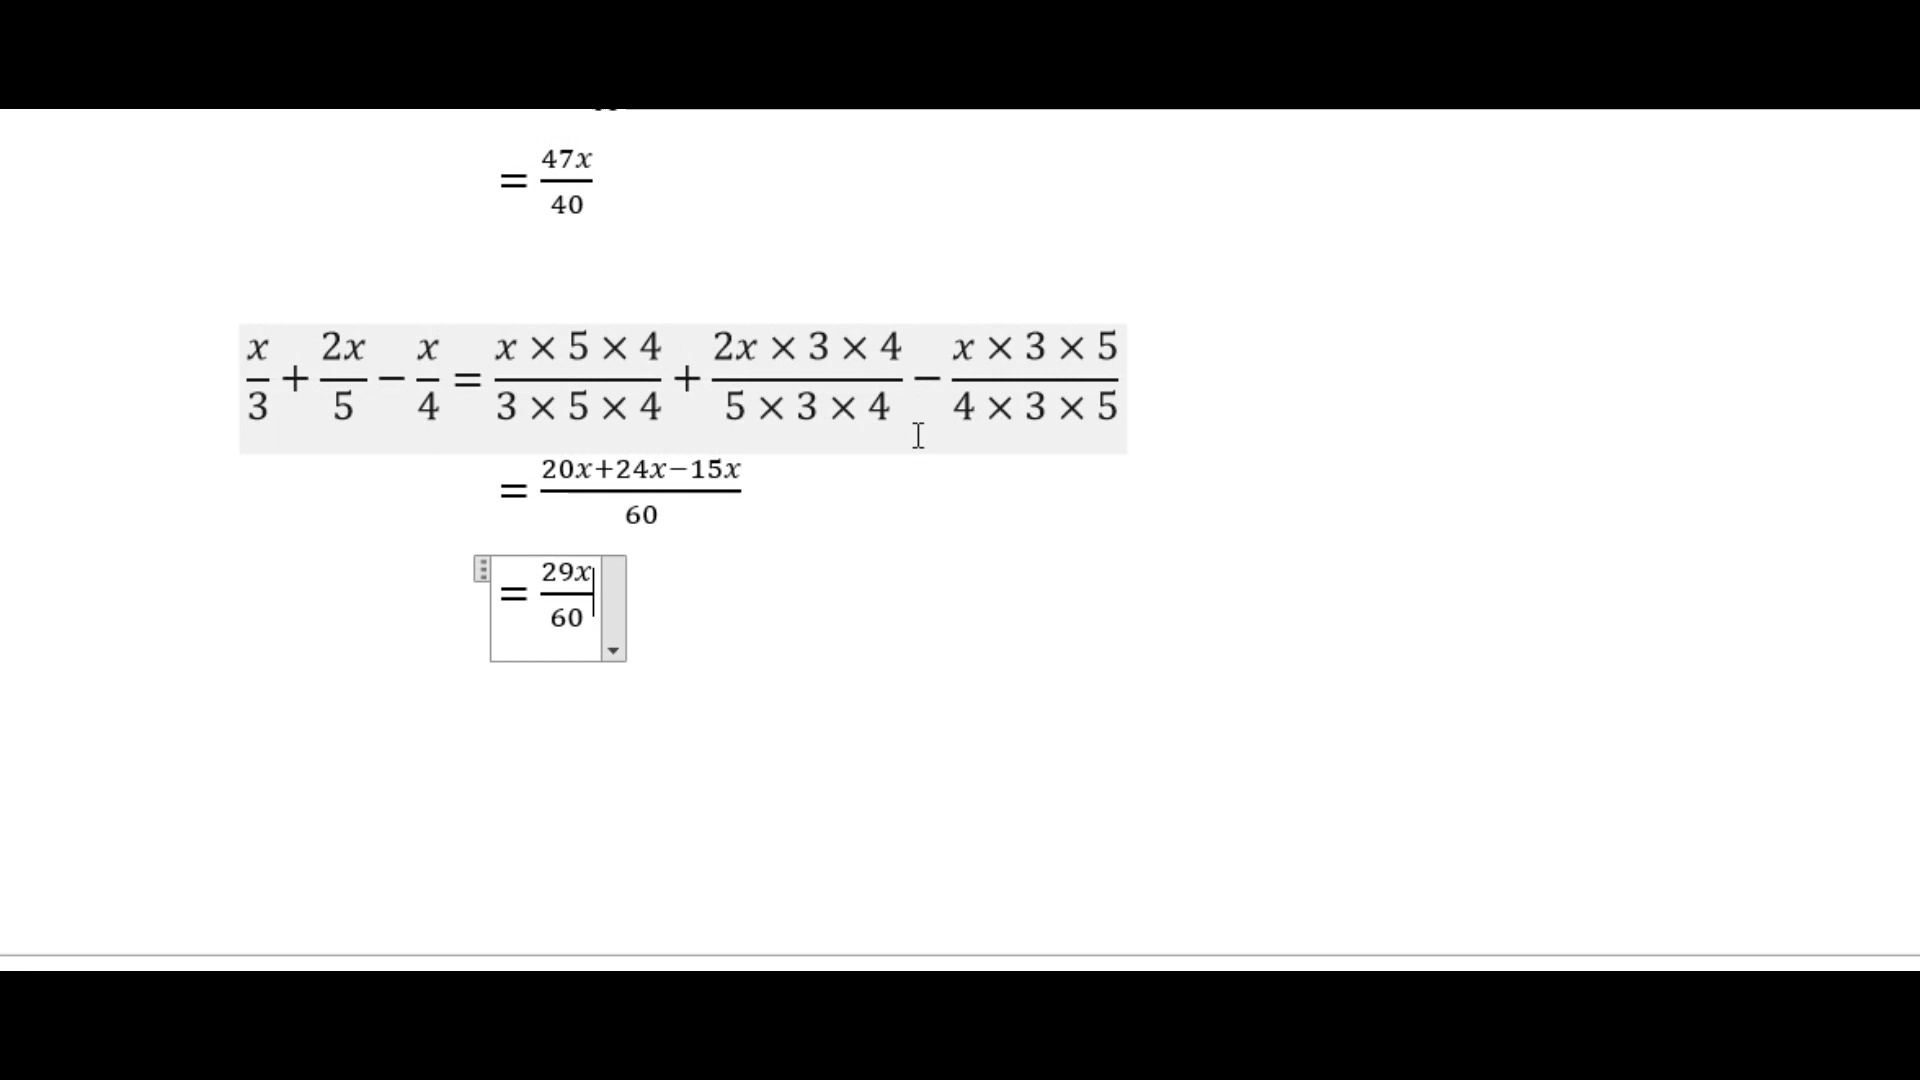 = 47x/40
x/3 + 2x/5 − x/4 = (x × 5 × 4)/(3 × 5 × 4) + (2x × 3 × 4)/(5 × 3 × 4) − (x × 3 × 5)/(4 × 3 × 5)
= (20x+24x−15x)/60
= 29x/60